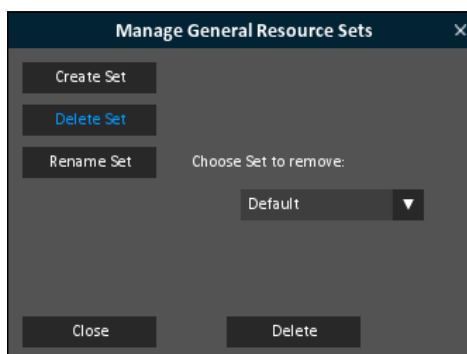 Manage General Resource Sets
Create Set
Delete Set
Rename Set
Choose Set to remove:
Default
Close
Delete